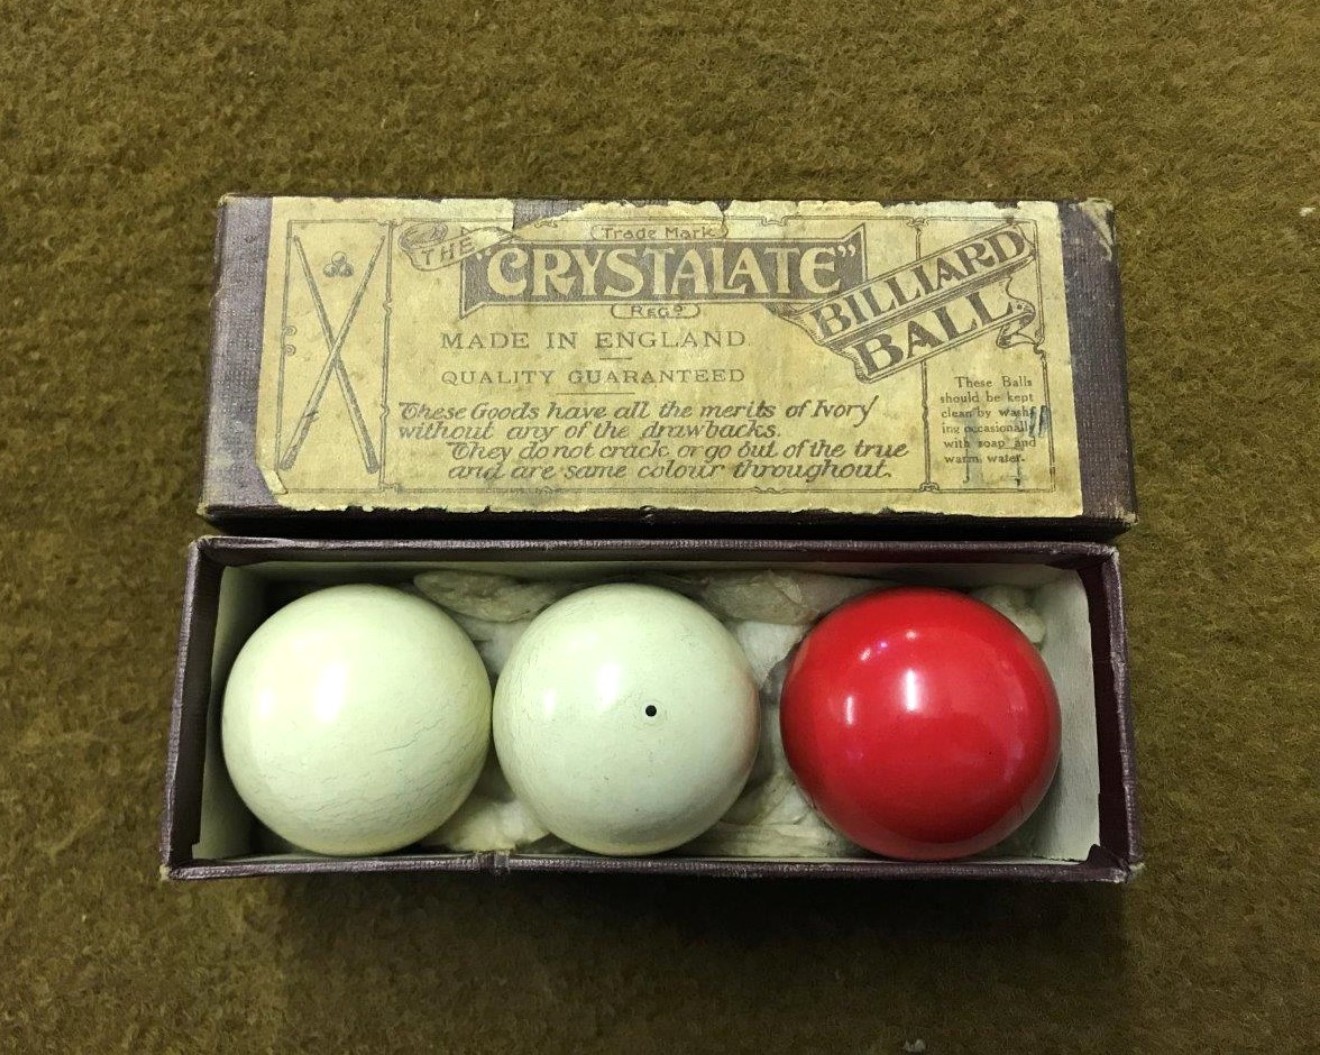 THE
Trade Mark
"CRYSTALATE"
REGD
BILLIARD
BALL
MADE IN ENGLAND
QUALITY GUARANTEED
These Goods have all the merits of Ivory
without any of the drawbacks.
They do not crack or go out of the true
and are same colour throughout.
These Balls
should be kept
clean by wash-
ing occasionally
with soap and
warm water.